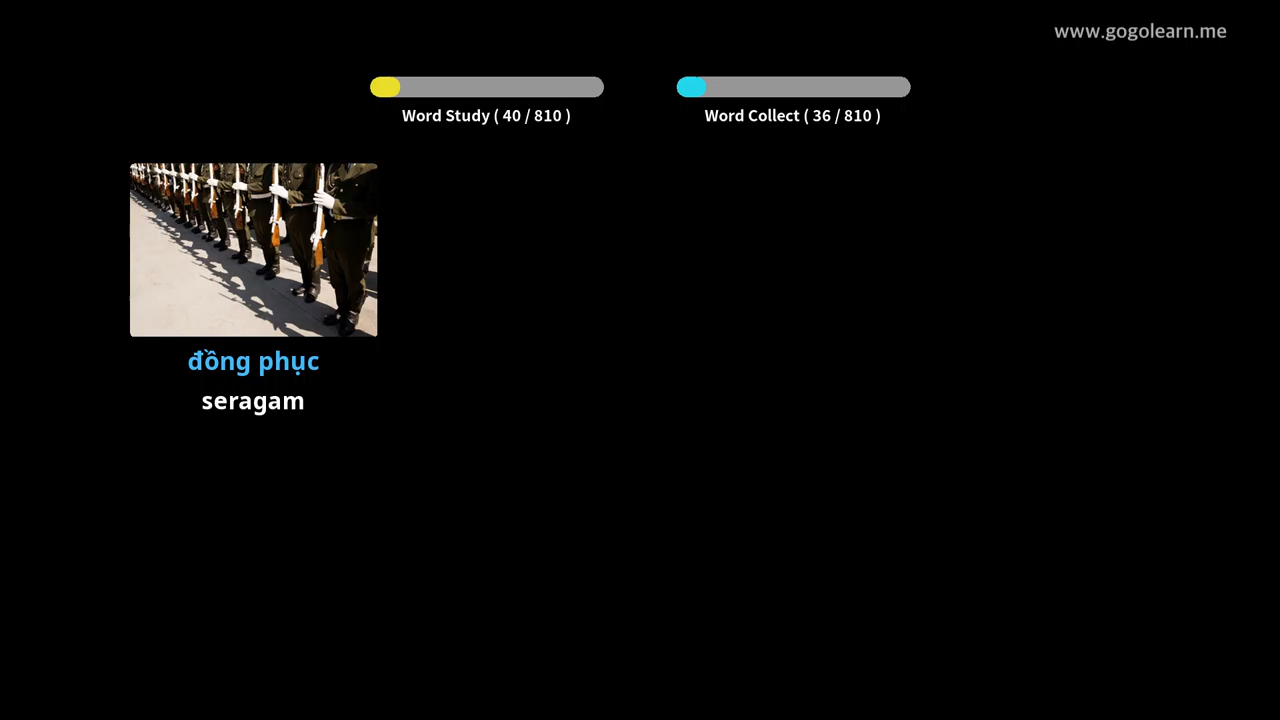 www.gogolearn.me
Word Study ( 40 / 810 )
Word Collect ( 36 / 810 )
đồng phục
seragam